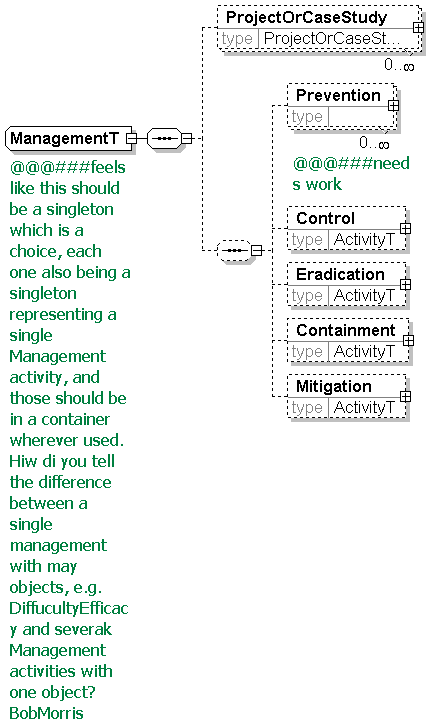 ProjectOrCaseStudy
type ProjectOrCaseSt...
0..∞
Prevention
type
0..∞
@@@###need
s work
ManagementT
@@@###feels
like this should
be a singleton
which is a
choice, each
one also being a
singleton
representing a
single
Management
activity, and
those should be
in a container
wherever used.
Hiw di you tell
the difference
between a
single
management
with may
objects, e.g.
DiffucultyEfficac
y and severak
Management
activities with
one object?
BobMorris
Control
type ActivityT
Eradication
type ActivityT
Containment
type ActivityT
Mitigation
type ActivityT